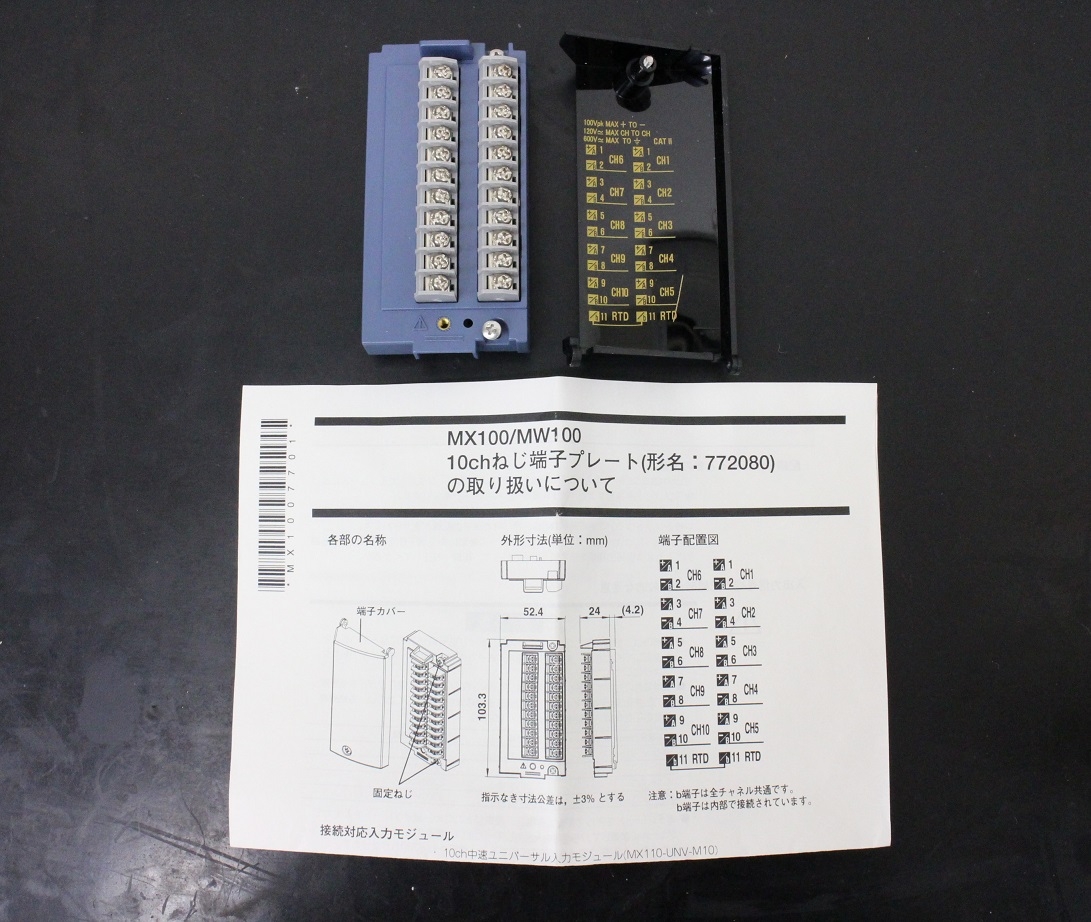 100Vpk MAX + TO −
120V≂ MAX CH TO CH
600V≂ MAX TO ⏚ CAT II
+/A 1 CH6 +/A 1 CH1
−/B 2 −/B 2
+/A 3 CH7 +/A 3 CH2
−/B 4 −/B 4
+/A 5 CH8 +/A 5 CH3
−/B 6 −/B 6
+/A 7 CH9 +/A 7 CH4
−/B 8 −/B 8
+/A 9 CH10 +/A 9 CH5
−/B 10 −/B 10
11 RTD 11 RTD
*MX1007701*
MX100/MW100
10chねじ端子プレート(形名：772080)
の取り扱いについて
各部の名称
端子カバー
固定ねじ
外形寸法(単位：mm)
52.4 24 (4.2)
103.3
指示なき寸法公差は，±3% とする
端子配置図
+/A 1 CH6 +/A 1 CH1
−/B 2 −/B 2
+/A 3 CH7 +/A 3 CH2
−/B 4 −/B 4
+/A 5 CH8 +/A 5 CH3
−/B 6 −/B 6
+/A 7 CH9 +/A 7 CH4
−/B 8 −/B 8
+/A 9 CH10 +/A 9 CH5
−/B 10 −/B 10
11 RTD 11 RTD
注意：b端子は全チャネル共通です。
b端子は内部で接続されています。
接続対応入力モジュール
・10ch中速ユニバーサル入力モジュール(MX110-UNV-M10)